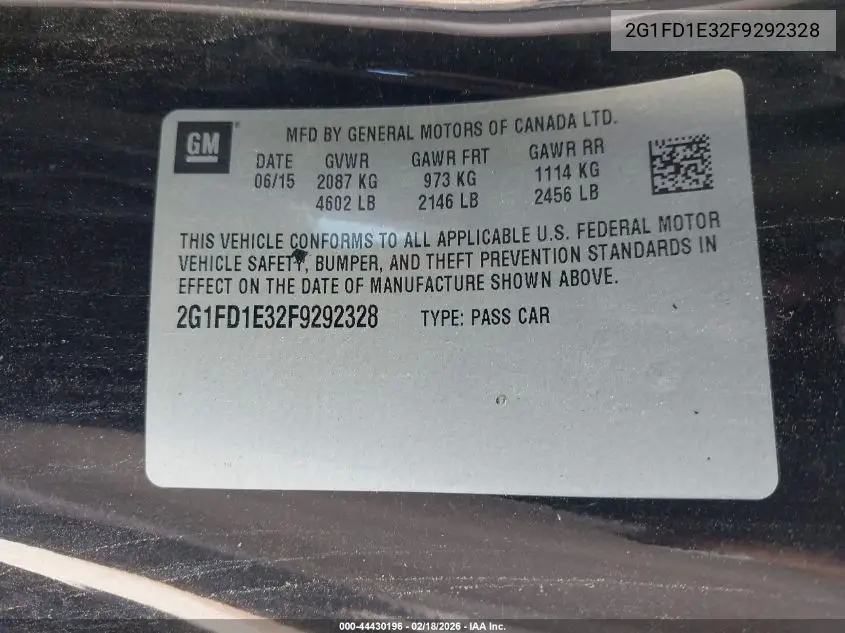 2G1FD1E32F9292328
GM®
MFD BY GENERAL MOTORS OF CANADA LTD.
DATE GVWR GAWR FRT GAWR RR
06/15 2087 KG 973 KG 1114 KG
4602 LB 2146 LB 2456 LB
THIS VEHICLE CONFORMS TO ALL APPLICABLE U.S. FEDERAL MOTOR
VEHICLE SAFETY, BUMPER, AND THEFT PREVENTION STANDARDS IN
EFFECT ON THE DATE OF MANUFACTURE SHOWN ABOVE.
2G1FD1E32F9292328 TYPE: PASS CAR
000-44430196 - 02/18/2026 - IAA Inc.